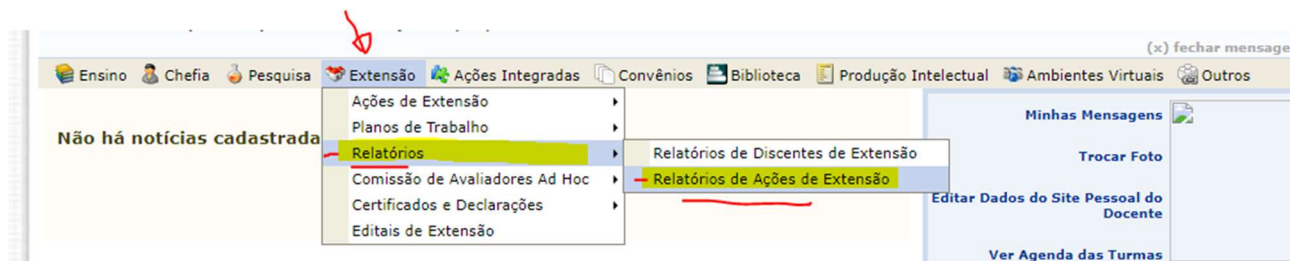 (x) fechar mensage
Ensino Chefia Pesquisa Extensão Ações Integradas Convênios Biblioteca Produção Intelectual Ambientes Virtuais Outros
Não há notícias cadastrada
Ações de Extensão
Planos de Trabalho
Relatórios
Comissão de Avaliadores Ad Hoc
Certificados e Declarações
Editais de Extensão
Relatórios de Discentes de Extensão
Relatórios de Ações de Extensão
Minhas Mensagens
Trocar Foto
Editar Dados do Site Pessoal do
Docente
Ver Agenda das Turmas